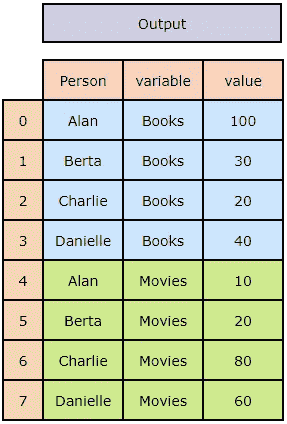 Output
Person variable value
0 Alan Books 100
1 Berta Books 30
2 Charlie Books 20
3 Danielle Books 40
4 Alan Movies 10
5 Berta Movies 20
6 Charlie Movies 80
7 Danielle Movies 60